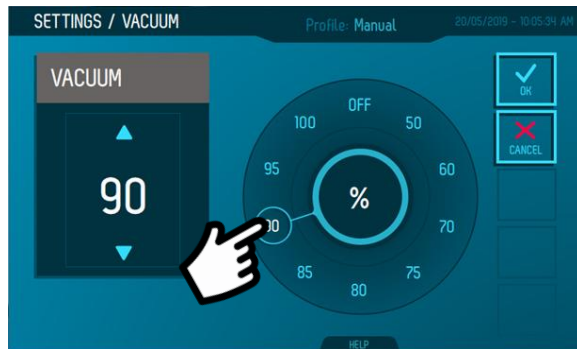 SETTINGS / VACUUM
Profile: Manual
20/05/2019 - 10:05:34 AM
VACUUM
90
OFF
50
60
70
75
80
85
90
95
100
%
OK
CANCEL
HELP